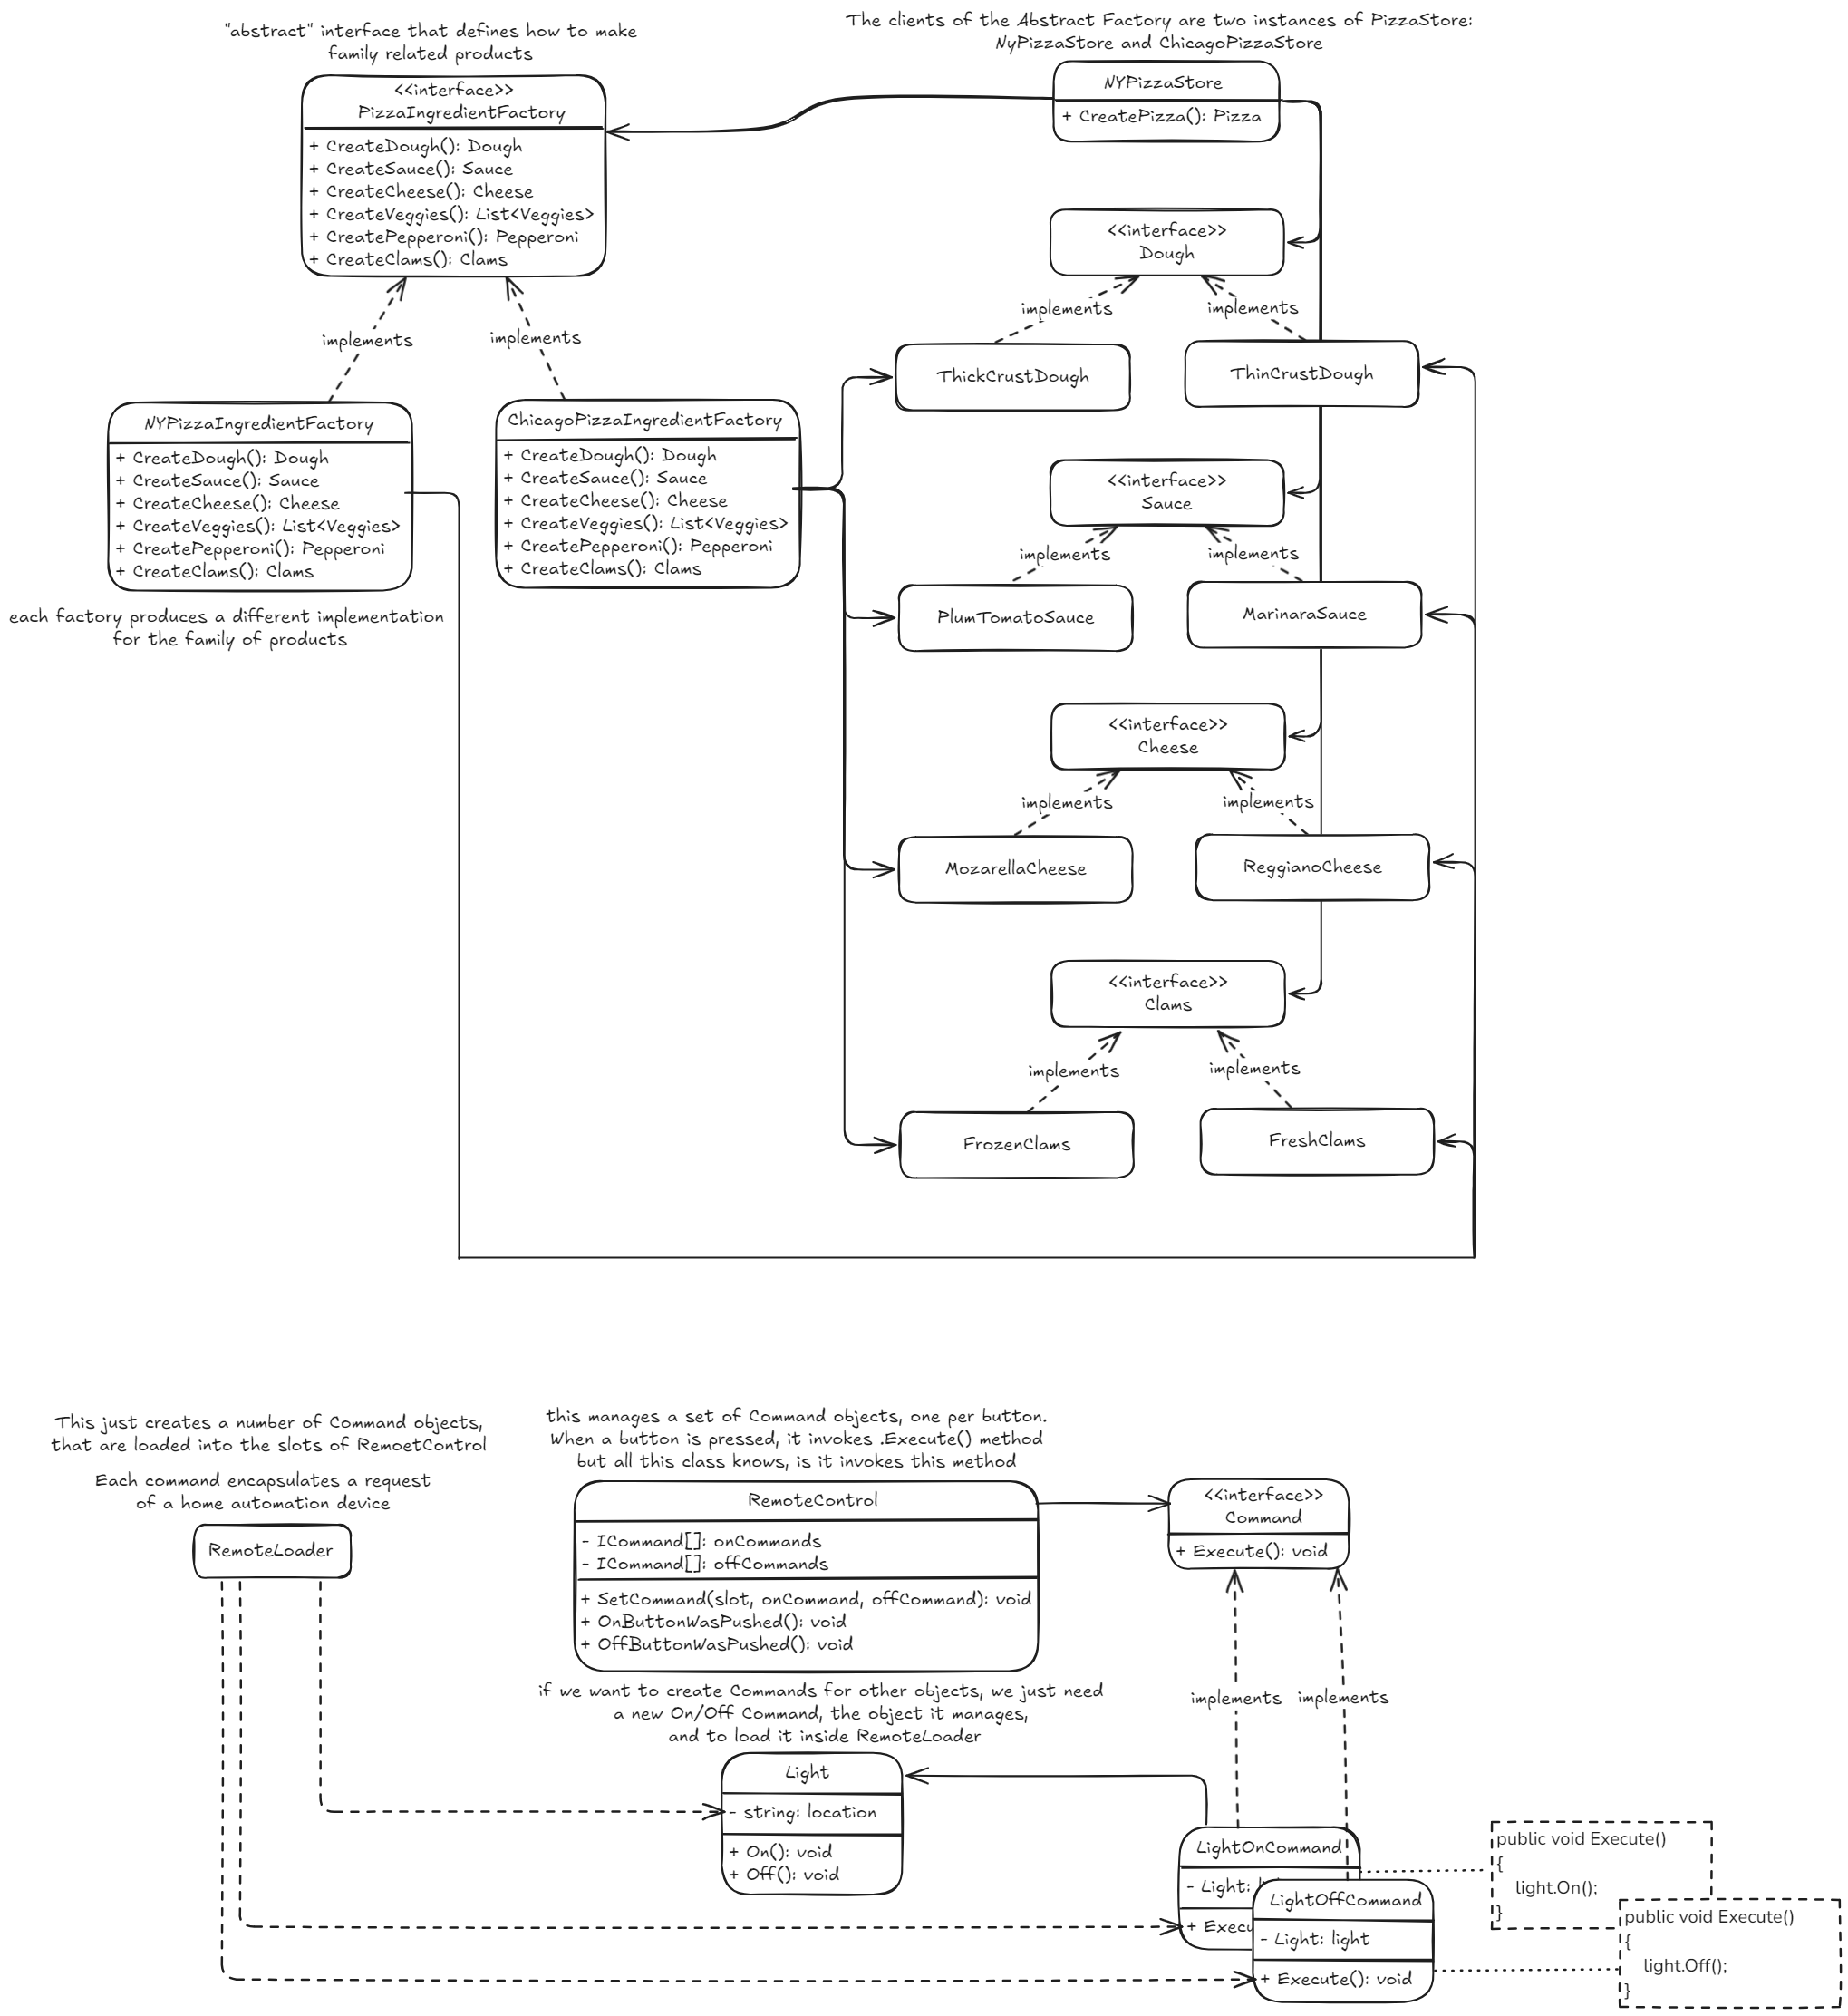 "abstract" interface that defines how to make
family related products
<<interface>>
PizzaIngredientFactory
+ CreateDough(): Dough
+ CreateSauce(): Sauce
+ CreateCheese(): Cheese
+ CreateVeggies(): List<Veggies>
+ CreatePepperoni(): Pepperoni
+ CreateClams(): Clams
The clients of the Abstract Factory are two instances of PizzaStore:
NyPizzaStore and ChicagoPizzaStore
NYPizzaStore
+ CreatePizza(): Pizza
<<interface>>
Dough
implements
implements
implements
implements
ThickCrustDough
ThinCrustDough
NYPizzaIngredientFactory
+ CreateDough(): Dough
+ CreateSauce(): Sauce
+ CreateCheese(): Cheese
+ CreateVeggies(): List<Veggies>
+ CreatePepperoni(): Pepperoni
+ CreateClams(): Clams
each factory produces a different implementation
for the family of products
ChicagoPizzaIngredientFactory
+ CreateDough(): Dough
+ CreateSauce(): Sauce
+ CreateCheese(): Cheese
+ CreateVeggies(): List<Veggies>
+ CreatePepperoni(): Pepperoni
+ CreateClams(): Clams
<<interface>>
Sauce
implements
implements
PlumTomatoSauce
MarinaraSauce
<<interface>>
Cheese
implements
implements
MozarellaCheese
ReggianoCheese
<<interface>>
Clams
implements
implements
FrozenClams
FreshClams
This just creates a number of Command objects,
that are loaded into the slots of RemoetControl
Each command encapsulates a request
of a home automation device
RemoteLoader
this manages a set of Command objects, one per button.
When a button is pressed, it invokes .Execute() method
but all this class knows, is it invokes this method
RemoteControl
- ICommand[]: onCommands
- ICommand[]: offCommands
+ SetCommand(slot, onCommand, offCommand): void
+ OnButtonWasPushed(): void
+ OffButtonWasPushed(): void
<<interface>>
Command
+ Execute(): void
if we want to create Commands for other objects, we just need
a new On/Off Command, the object it manages,
and to load it inside RemoteLoader
implements
implements
Light
- string: location
+ On(): void
+ Off(): void
LightOnCommand
- Light:
+ Execu
LightOffCommand
- Light: light
+ Execute(): void
public void Execute()
{
light.On();
}
public void Execute()
{
light.Off();
}